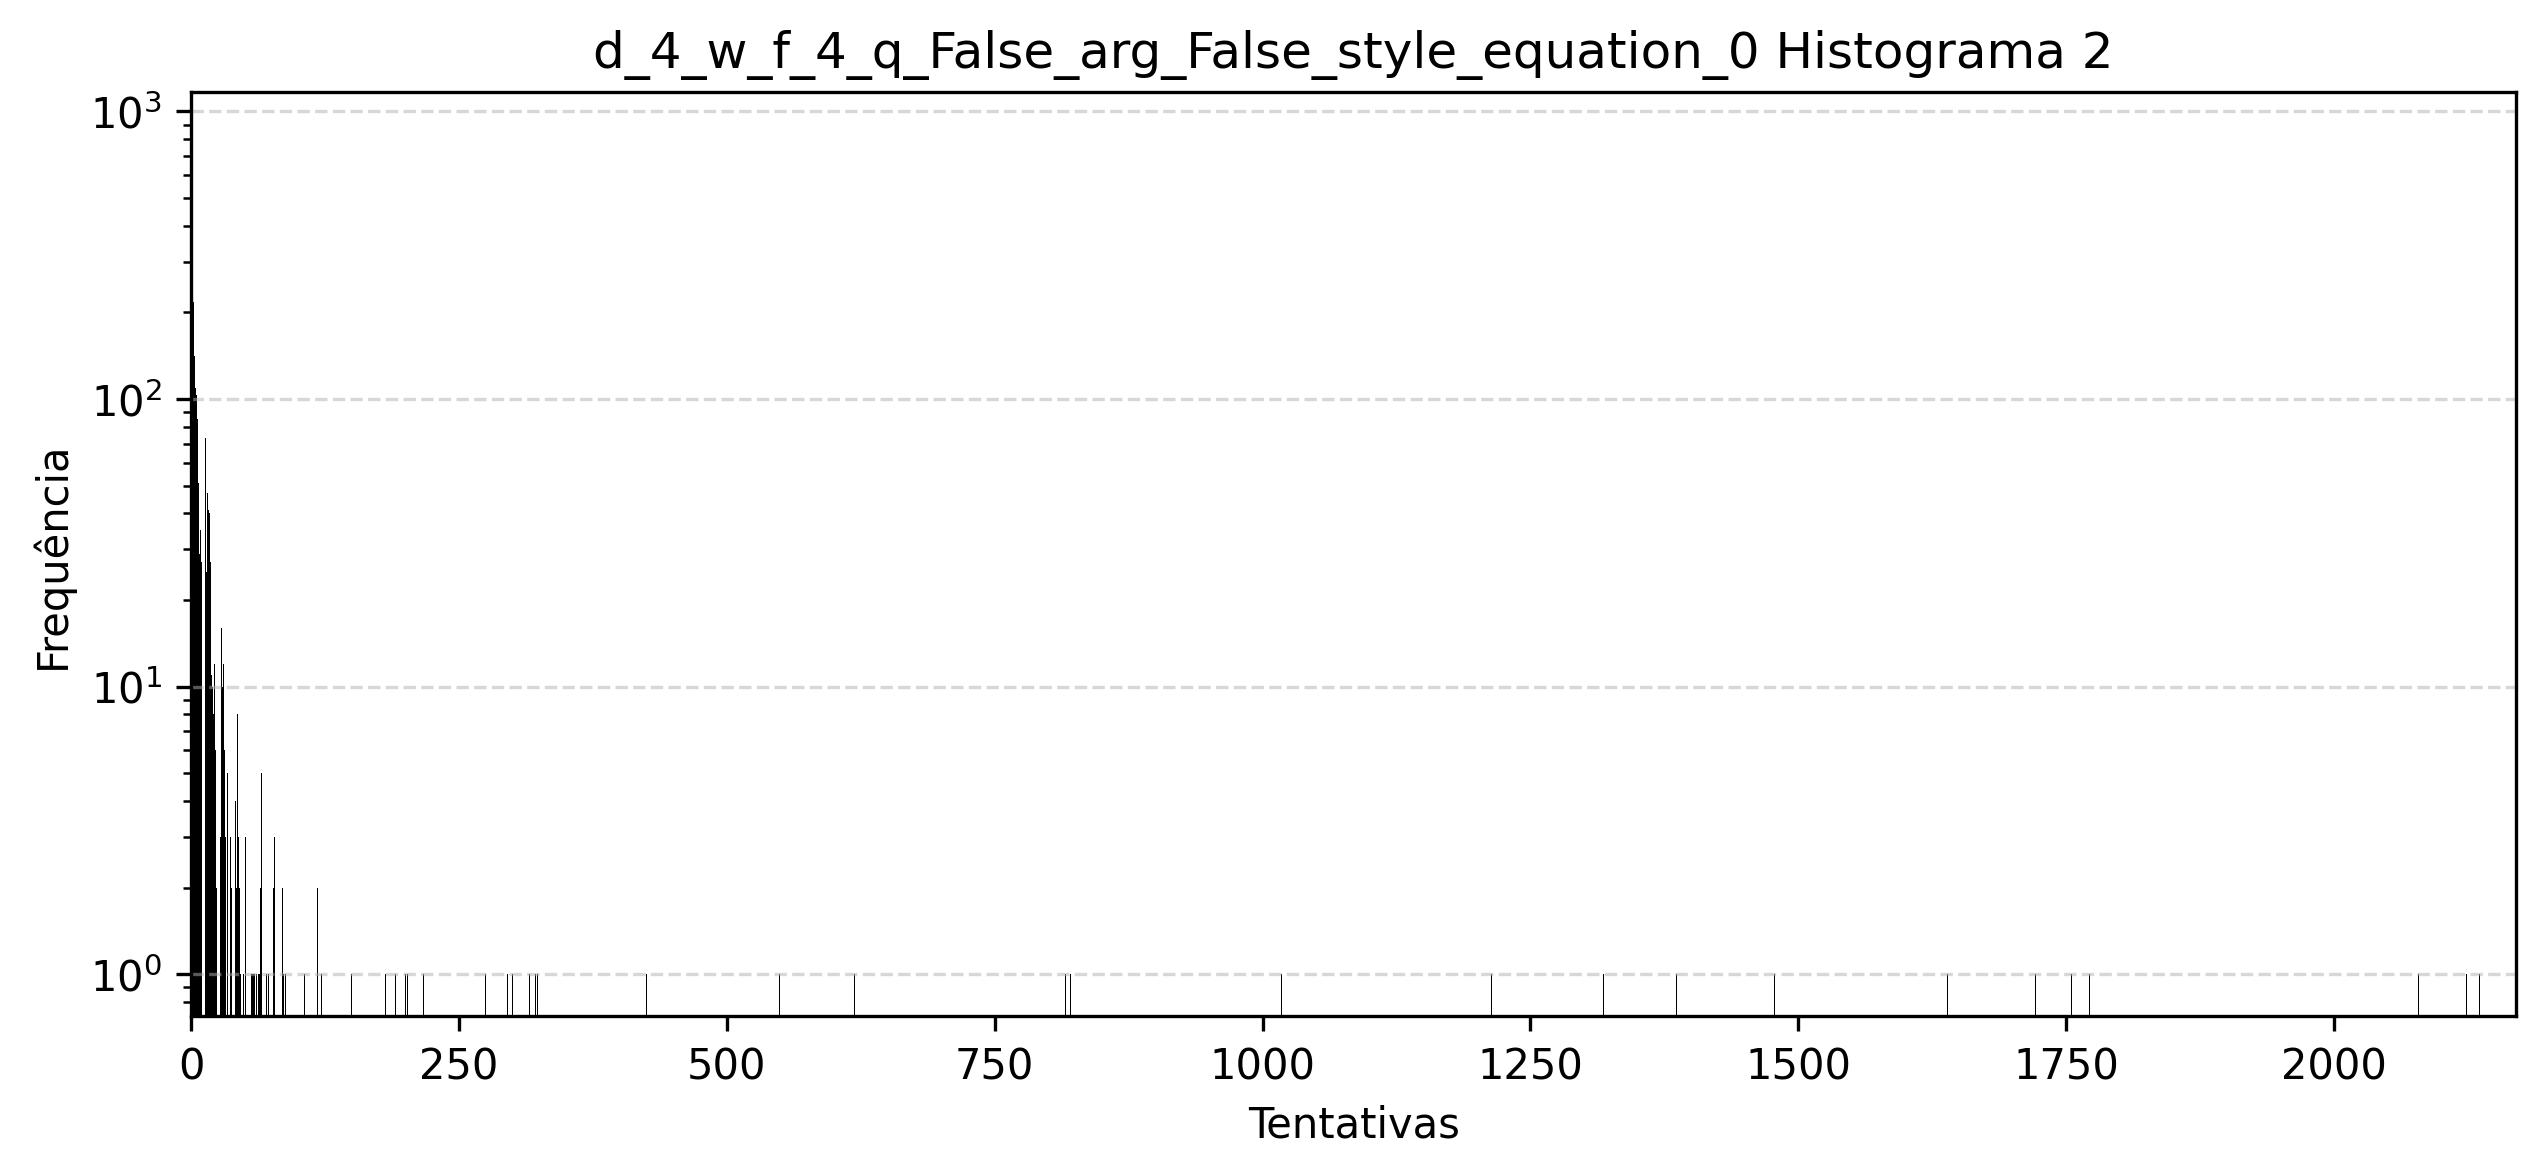 d_4_w_f_4_q_False_arg_False_style_equation_0 Histograma 2
10³
10²
10¹
10⁰
Frequência
0 250 500 750 1000 1250 1500 1750 2000
Tentativas